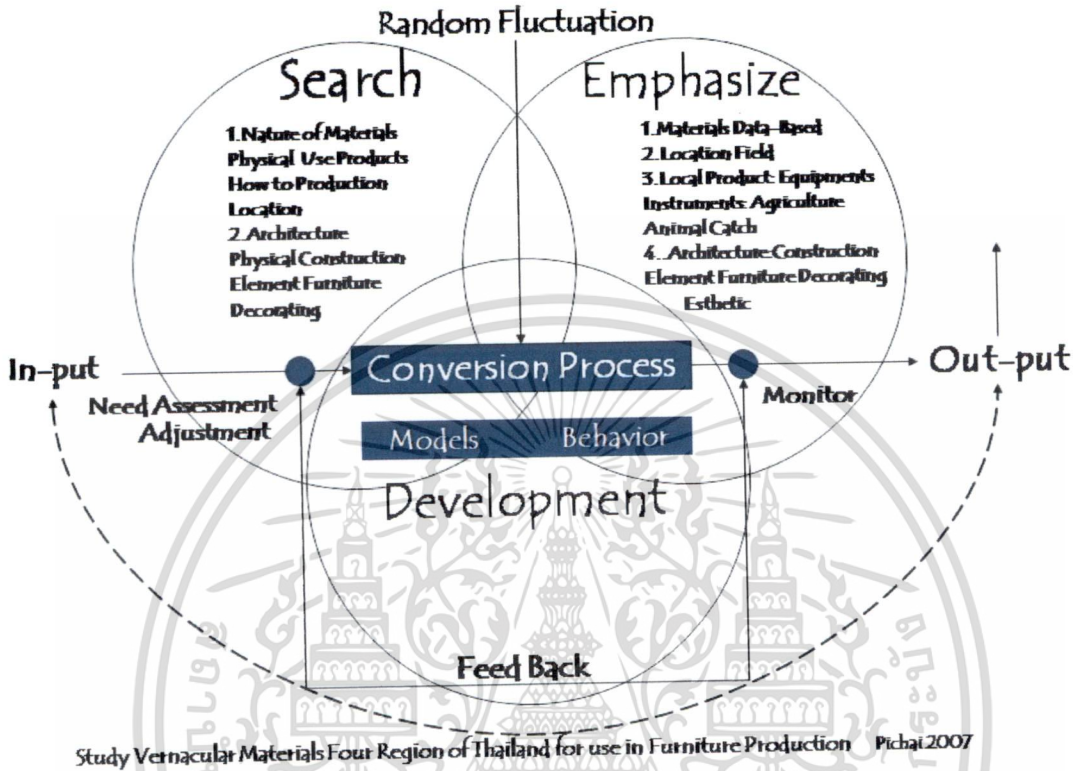 Random Fluctuation
Search
1.Nature of Materials
Physical Use Products
How to Production
Location
2.Architecture
Physical Construction
Element Furniture
Decorating
Emphasize
1.Materials Data-Based
2.Location Field
3.Local Product: Equipments
Instruments: Agriculture
Animal Catch
4..Architecture:Construction
Element Furniture Decorating
Esthetic
In-put
Need Assessment
Adjustment
Conversion Process
Models Behavior
Monitor
Out-put
Development
Feed Back
Study Vernacular Materials Four Region of Thailand for use in Furniture Production Pichai 2007